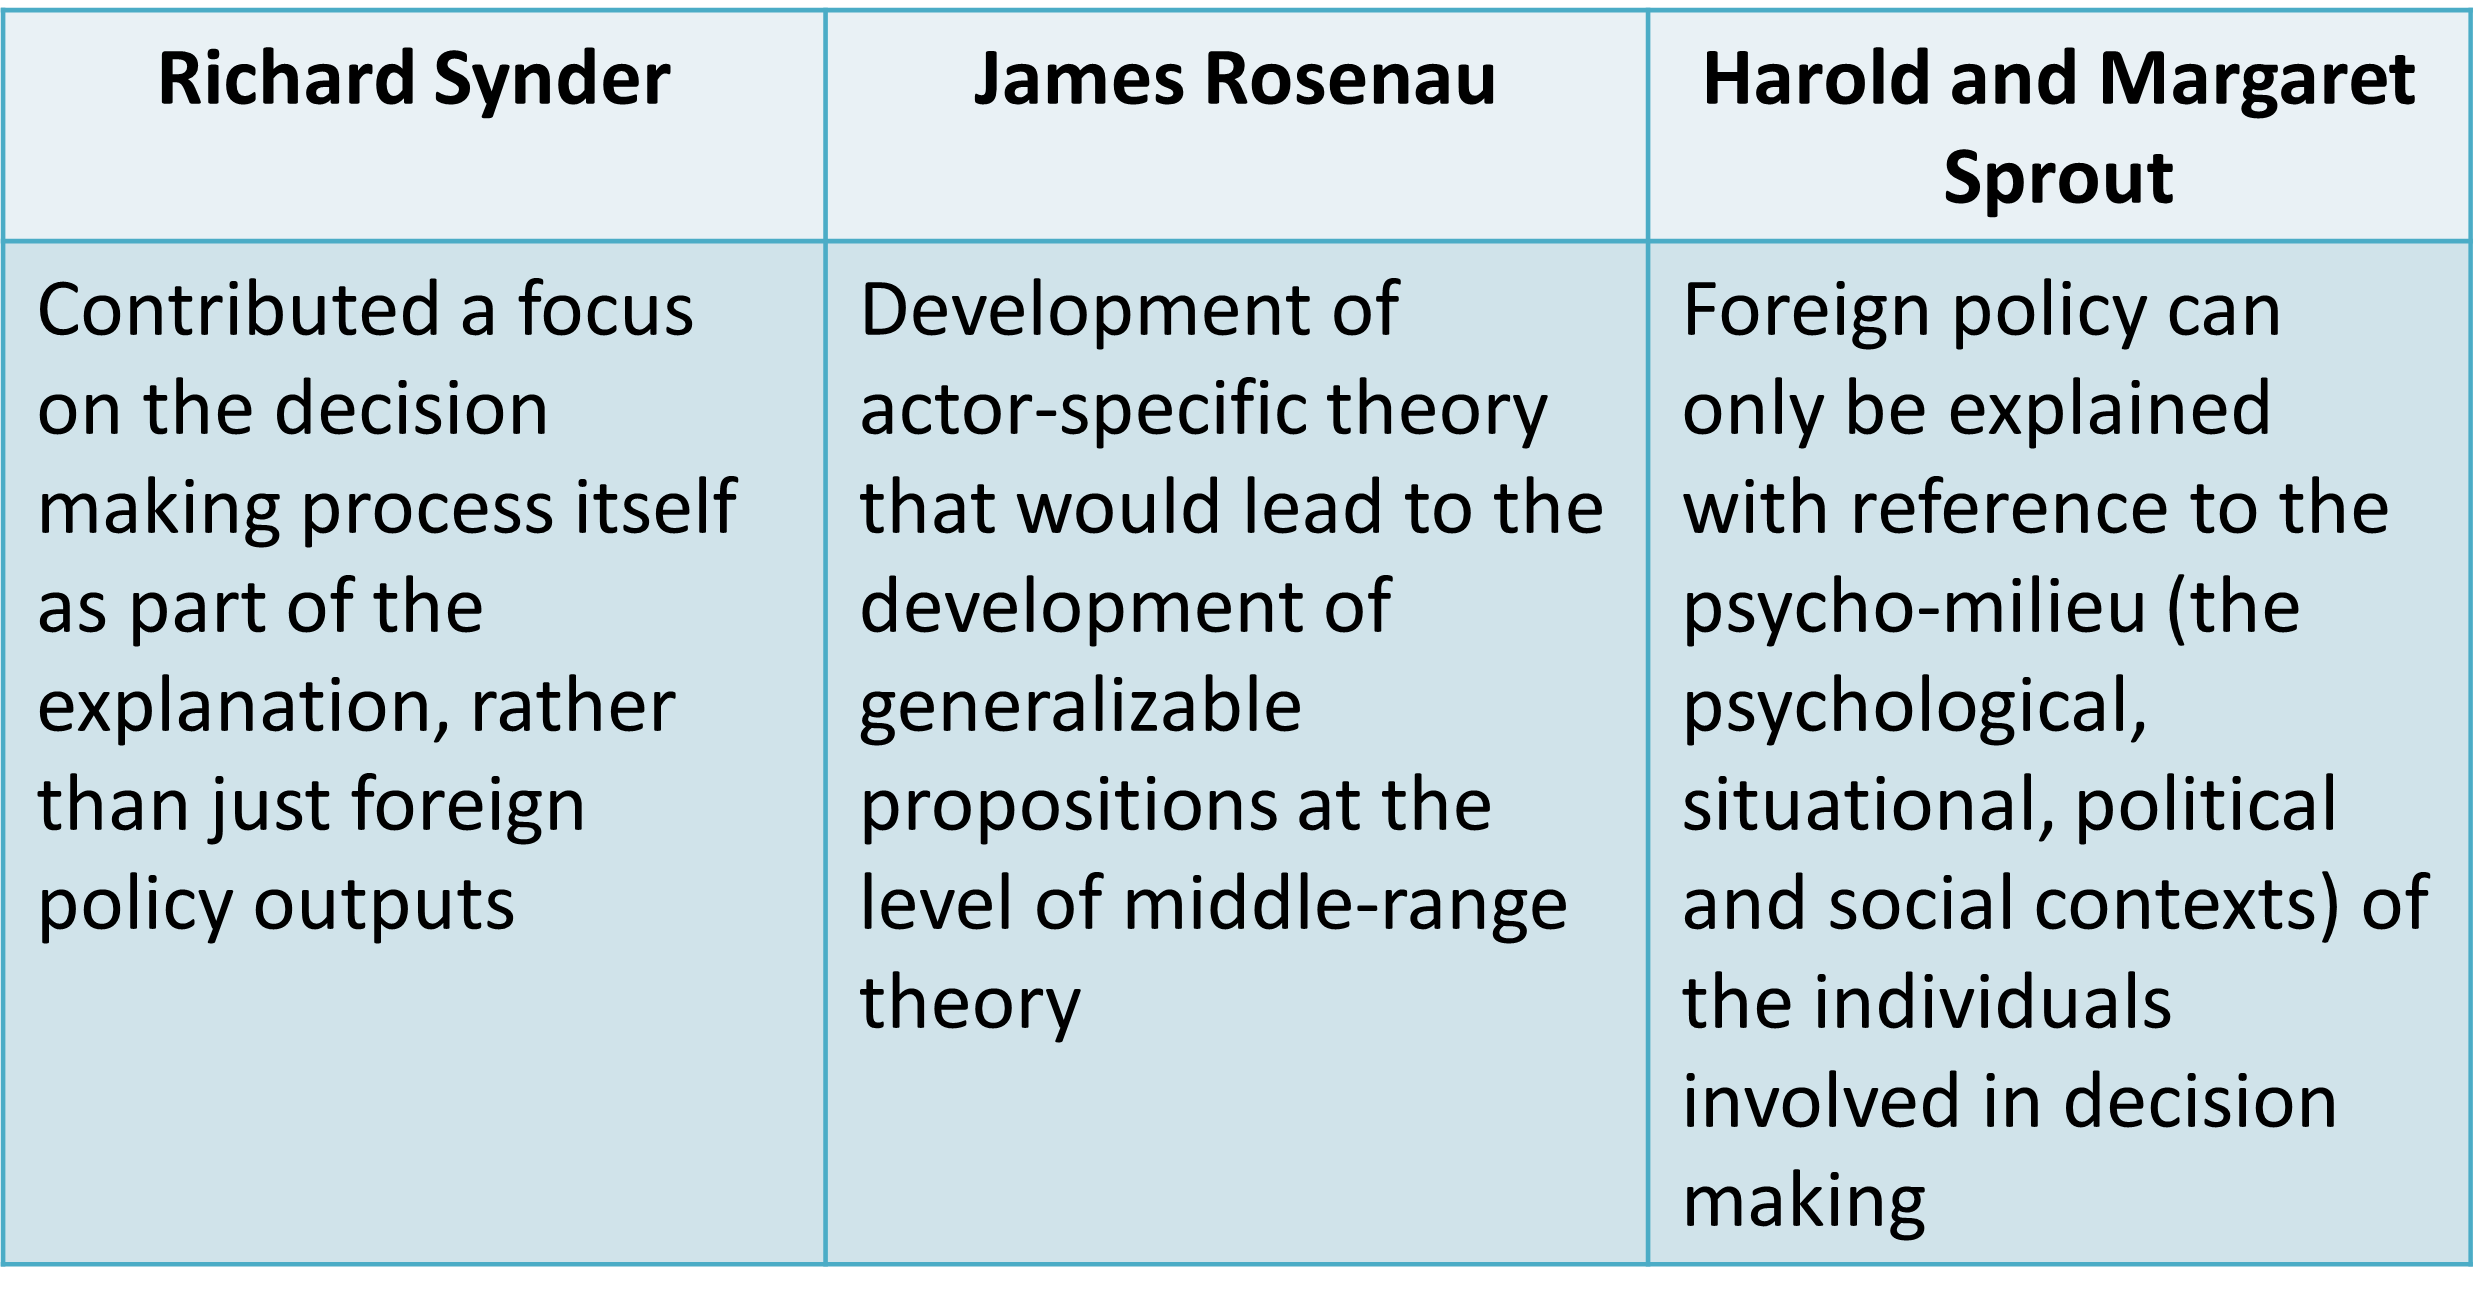 Richard Synder
James Rosenau
Harold and Margaret
Sprout
Contributed a focus
on the decision
making process itself
as part of the
explanation, rather
than just foreign
policy outputs
Development of
actor-specific theory
that would lead to the
development of
generalizable
propositions at the
level of middle-range
theory
Foreign policy can
only be explained
with reference to the
psycho-milieu (the
psychological,
situational, political
and social contexts) of
the individuals
involved in decision
making